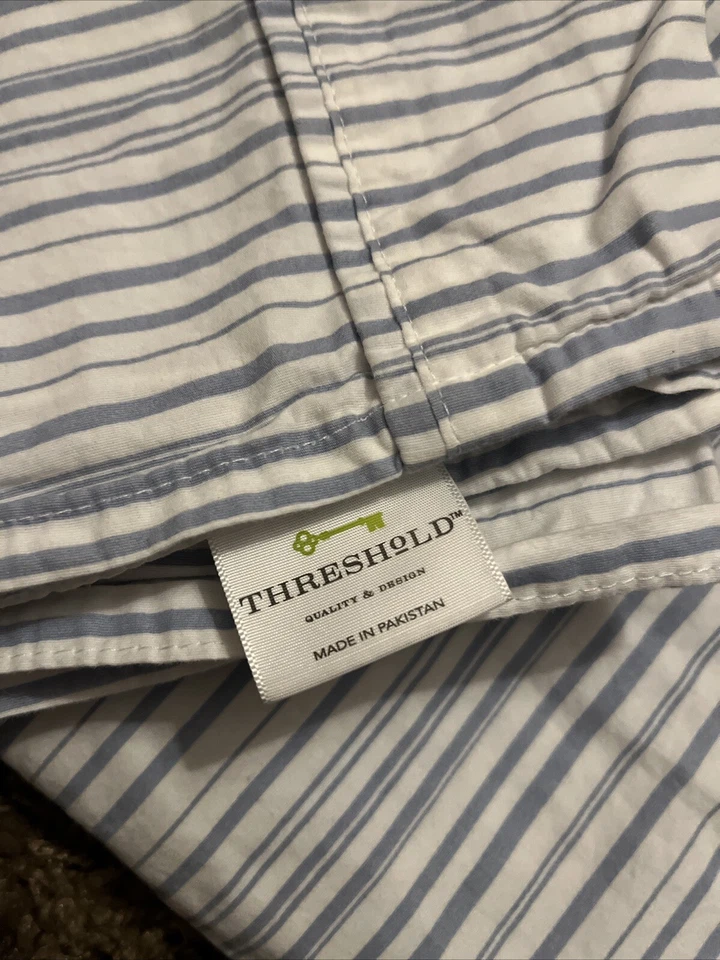 THRESHOLD™
QUALITY & DESIGN
MADE IN PAKISTAN